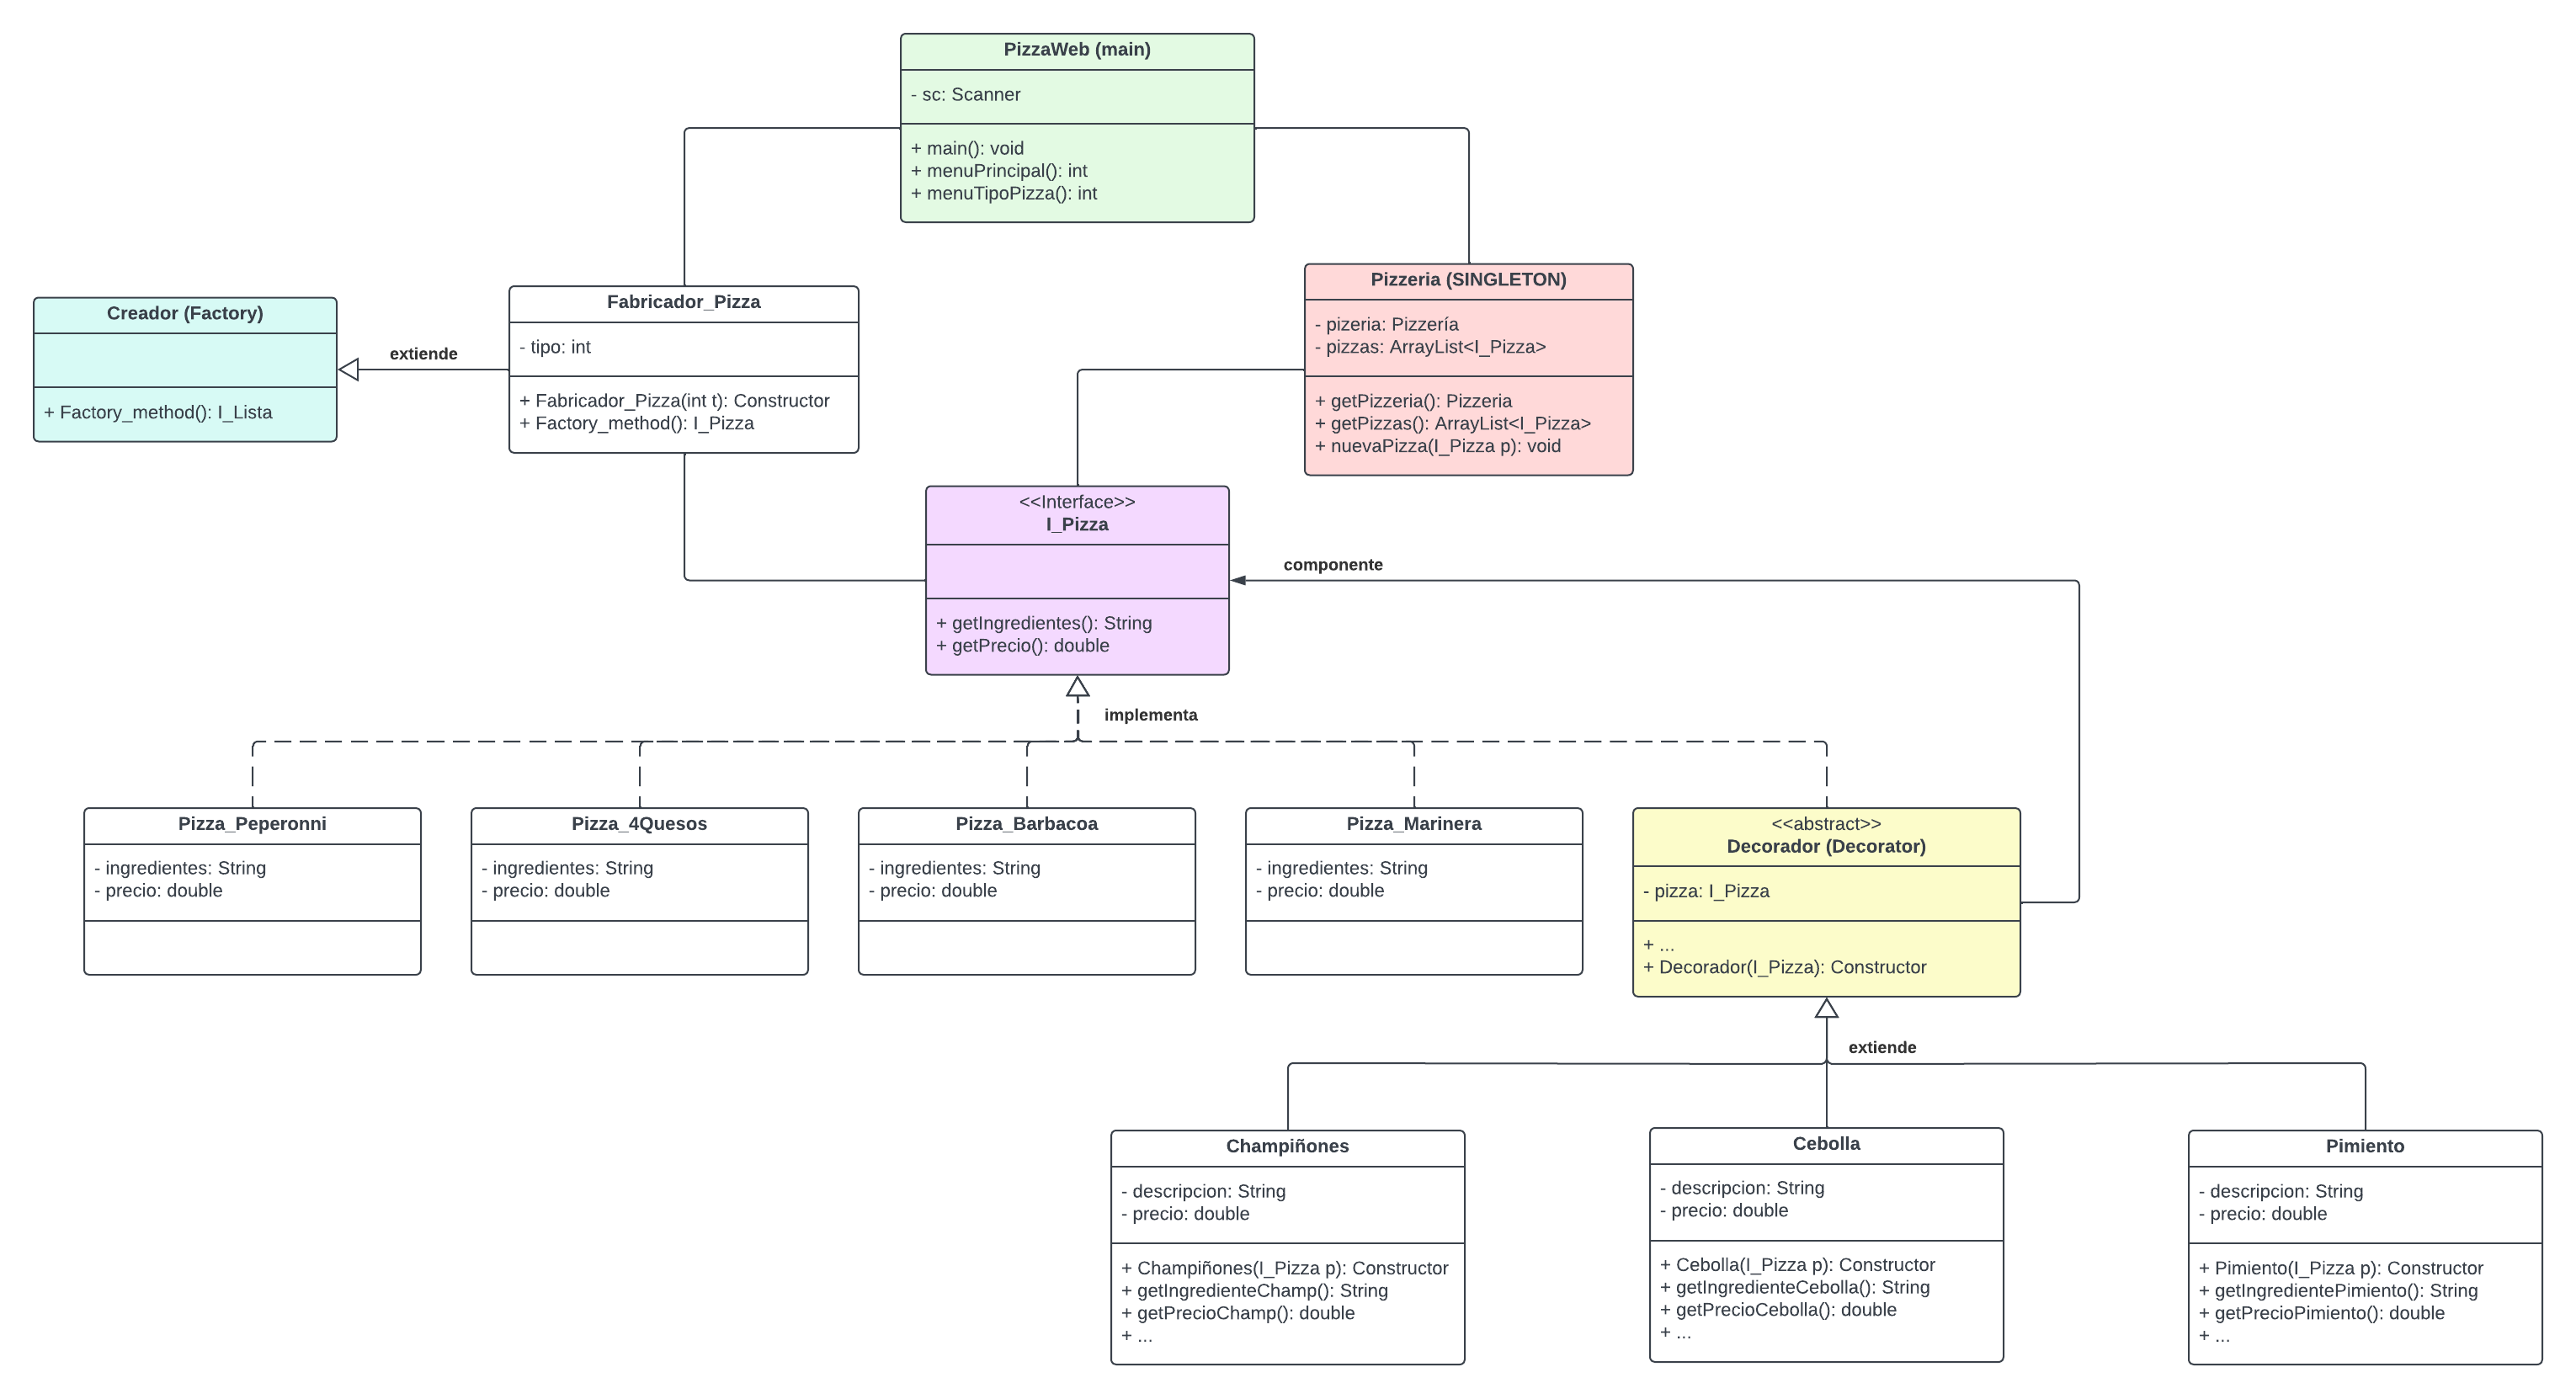 PizzaWeb (main)
- sc: Scanner
+ main(): void
+ menuPrincipal(): int
+ menuTipoPizza(): int
Creador (Factory)
+ Factory_method(): I_Lista
extiende
Fabricador_Pizza
- tipo: int
+ Fabricador_Pizza(int t): Constructor
+ Factory_method(): I_Pizza
Pizzeria (SINGLETON)
- pizeria: Pizzería
- pizzas: ArrayList<I_Pizza>
+ getPizzeria(): Pizzeria
+ getPizzas(): ArrayList<I_Pizza>
+ nuevaPizza(I_Pizza p): void
<<Interface>>
I_Pizza
+ getIngredientes(): String
+ getPrecio(): double
componente
implementa
Pizza_Peperonni
- ingredientes: String
- precio: double
Pizza_4Quesos
- ingredientes: String
- precio: double
Pizza_Barbacoa
- ingredientes: String
- precio: double
Pizza_Marinera
- ingredientes: String
- precio: double
<<abstract>>
Decorador (Decorator)
- pizza: I_Pizza
+ ...
+ Decorador(I_Pizza): Constructor
extiende
Champiñones
- descripcion: String
- precio: double
+ Champiñones(I_Pizza p): Constructor
+ getIngredienteChamp(): String
+ getPrecioChamp(): double
+ ...
Cebolla
- descripcion: String
- precio: double
+ Cebolla(I_Pizza p): Constructor
+ getIngredienteCebolla(): String
+ getPrecioCebolla(): double
+ ...
Pimiento
- descripcion: String
- precio: double
+ Pimiento(I_Pizza p): Constructor
+ getIngredientePimiento(): String
+ getPrecioPimiento(): double
+ ...